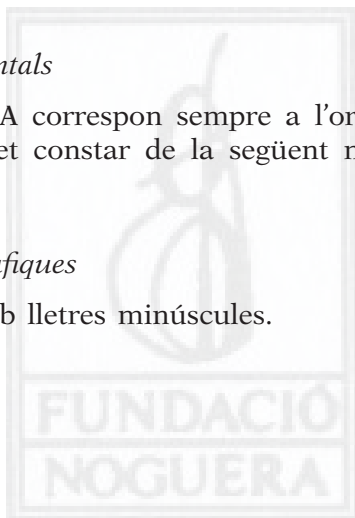 ntals
A correspon sempre a l'or
et constar de la següent
fiques
b lletres minúscules.
FUNDACIÓ
NOGUERA